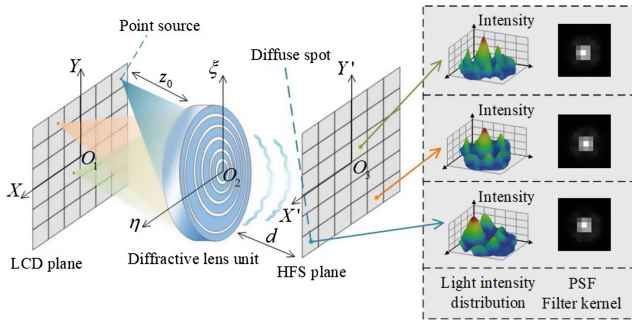 Point source
Y
z0
ξ
Diffuse spot
Y'
O1
X
O2
η
O3
X'
d
LCD plane
Diffractive lens unit
HFS plane
Intensity
Intensity
Intensity
Light intensity
distribution
PSF
Filter kernel